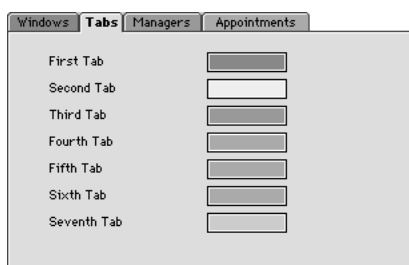 Windows Tabs Managers Appointments
First Tab
Second Tab
Third Tab
Fourth Tab
Fifth Tab
Sixth Tab
Seventh Tab